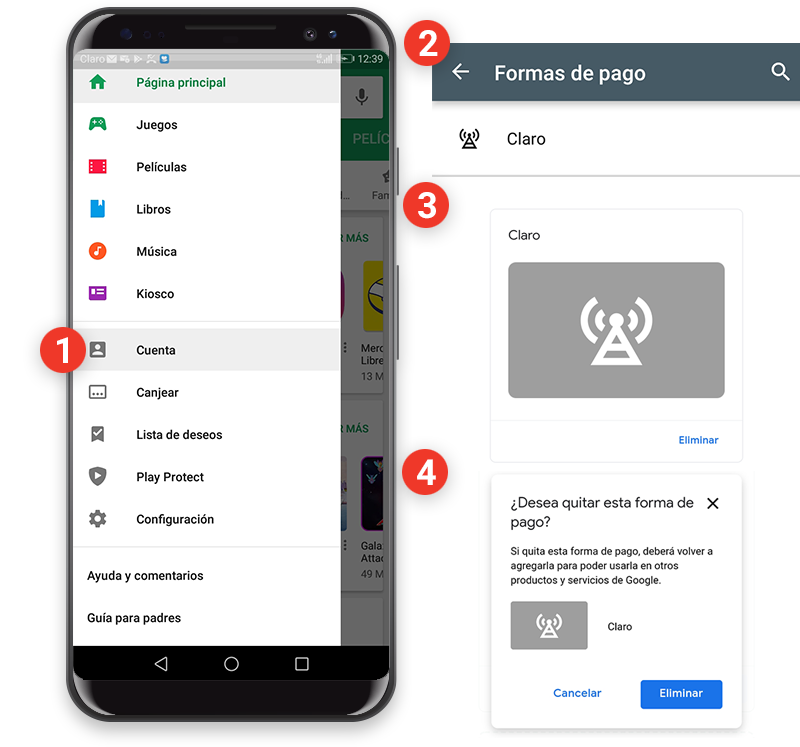 Claro
12:39
Página principal
Juegos
Películas
Libros
Música
Kiosco
1
Cuenta
Canjear
Lista de deseos
Play Protect
Configuración
Ayuda y comentarios
Guía para padres
PELÍC
Fam
R MÁS
Merc
Libre
13 M
R MÁS
Gala
Attac
49 M
2
Formas de pago
Claro
3
Claro
Eliminar
4
¿Desea quitar esta forma de
pago?
Si quita esta forma de pago, deberá volver a
agregarla para poder usarla en otros
productos y servicios de Google.
Claro
Cancelar
Eliminar